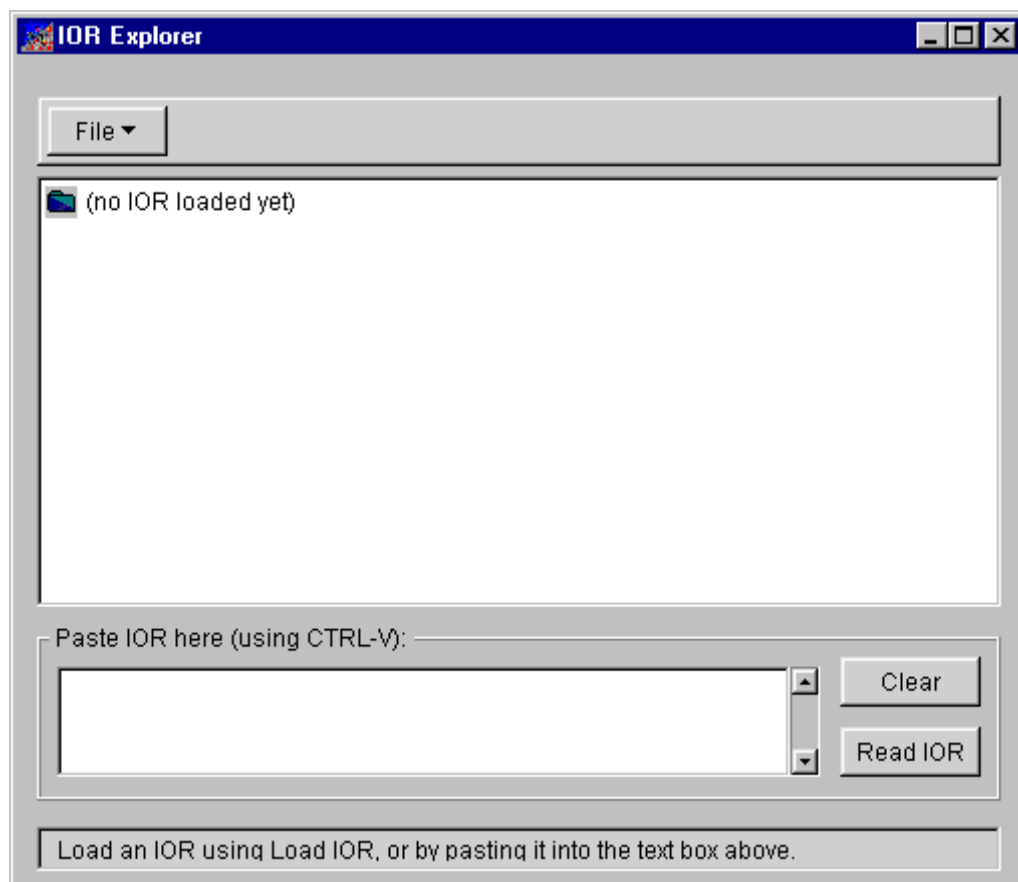 IOR Explorer
File
(no IOR loaded yet)
Paste IOR here (using CTRL-V):
Clear
Read IOR
Load an IOR using Load IOR, or by pasting it into the text box above.